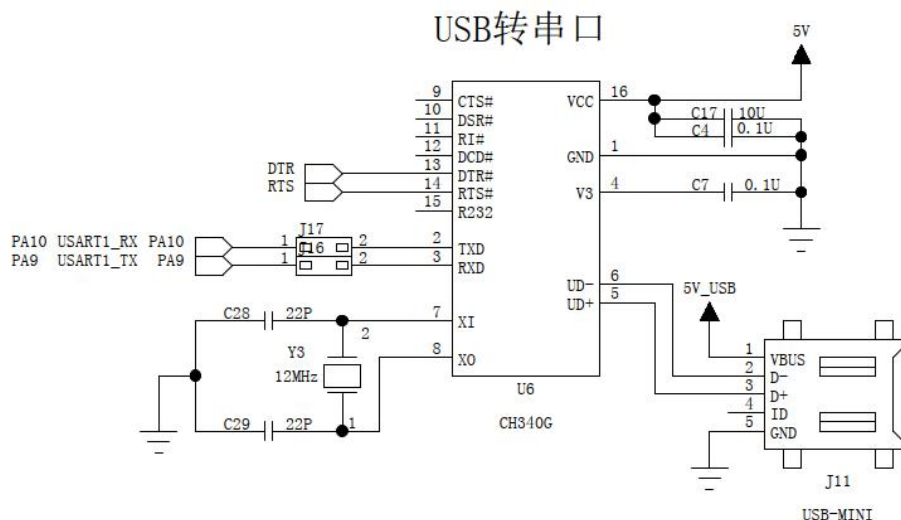 USB转串口
5V
9 CTS# VCC 16
10 DSR# C17 10U
11 RI# C4 0.1U
12 DCD# GND 1
DTR 13 DTR#
RTS 14 RTS# V3 4 C7 0.1U
15 R232
J17
PA10 USART1_RX PA10 1 2 2 TXD
J16
PA9 USART1_TX PA9 1 2 3 RXD
UD- 6
UD+ 5
5V_USB
C28 22P 7 XI
2
Y3 8 XO
12MHz
1 VBUS
2 D-
3 D+
4 ID
5 GND
U6
C29 22P 1
CH340G
J11
USB-MINI